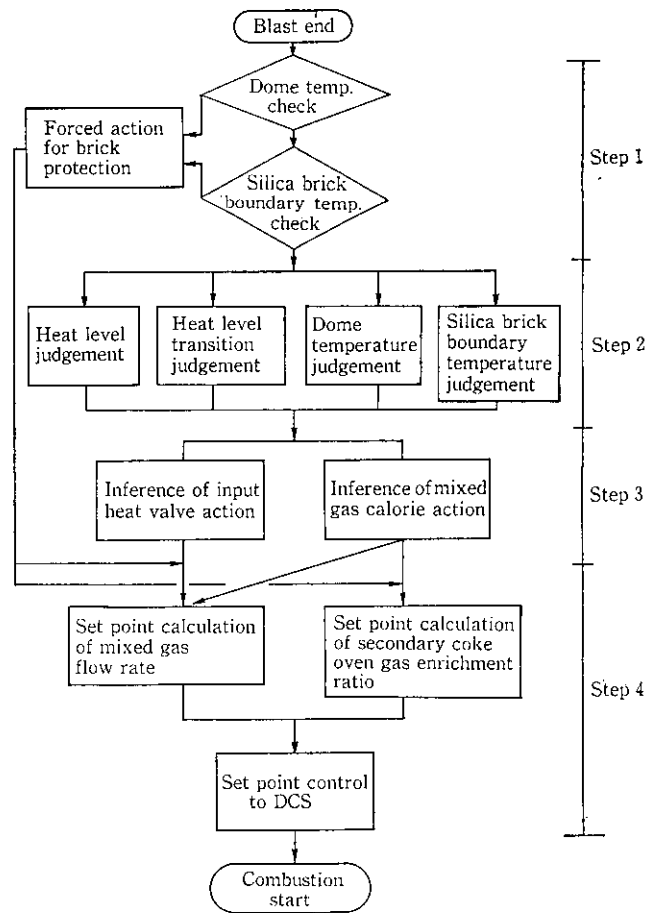 Blast end
Dome temp.
check
Forced action
for brick
protection
Silica brick
boundary temp.
check
Step 1
Heat level
judgement
Heat level
transition
judgement
Dome
temperature
judgement
Silica brick
boundary
temperature
judgement
Step 2
Inference of input
heat valve action
Inference of mixed
gas calorie action
Step 3
Set point calculation
of mixed gas
flow rate
Set point calculation
of secondary coke
oven gas enrichment
ratio
Step 4
Set point control
to DCS
Combustion
start